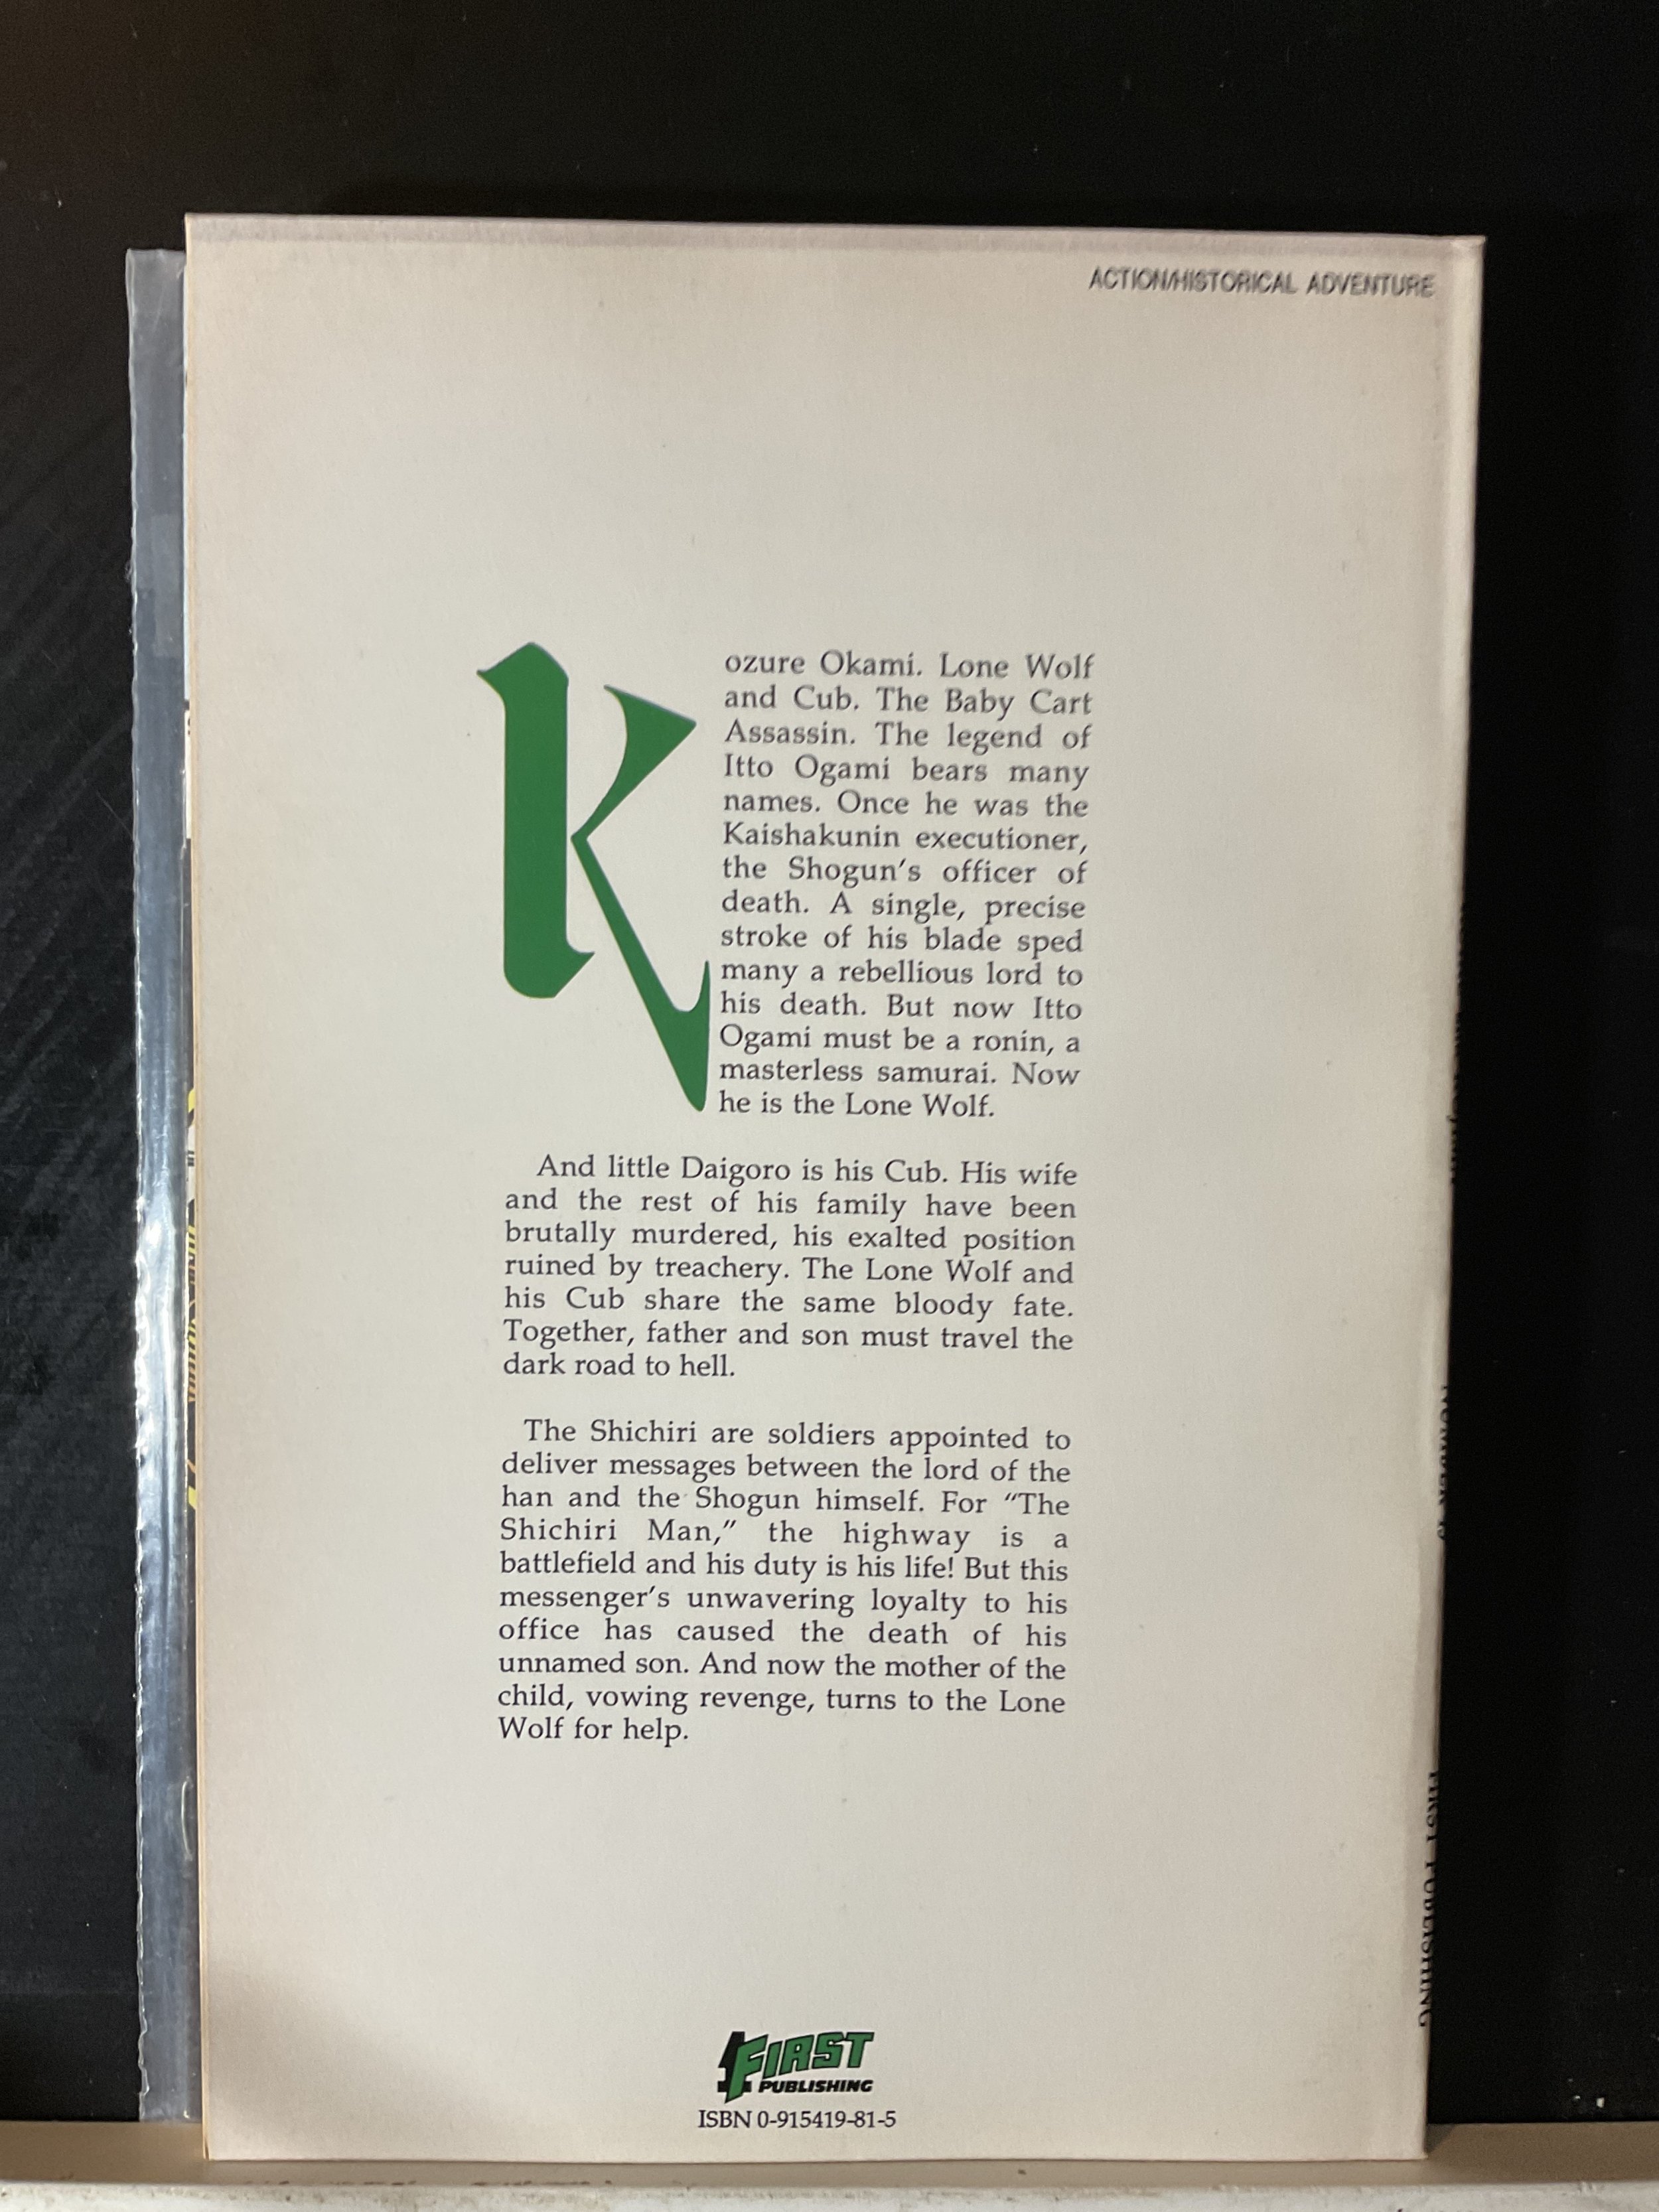 ACTION/HISTORICAL ADVENTURE
Kozure Okami. Lone Wolf
and Cub. The Baby Cart
Assassin. The legend of
Itto Ogami bears many
names. Once he was the
Kaishakunin executioner,
the Shogun's officer of
death. A single, precise
stroke of his blade sped
many a rebellious lord to
his death. But now Itto
Ogami must be a ronin, a
masterless samurai. Now
he is the Lone Wolf.
And little Daigoro is his Cub. His wife
and the rest of his family have been
brutally murdered, his exalted position
ruined by treachery. The Lone Wolf and
his Cub share the same bloody fate.
Together, father and son must travel the
dark road to hell.
The Shichiri are soldiers appointed to
deliver messages between the lord of the
han and the Shogun himself. For "The
Shichiri Man," the highway is a
battlefield and his duty is his life! But this
messenger's unwavering loyalty to his
office has caused the death of his
unnamed son. And now the mother of the
child, vowing revenge, turns to the Lone
Wolf for help.
FIRST
PUBLISHING
ISBN 0-915419-81-5
FIRST PUBLISHING